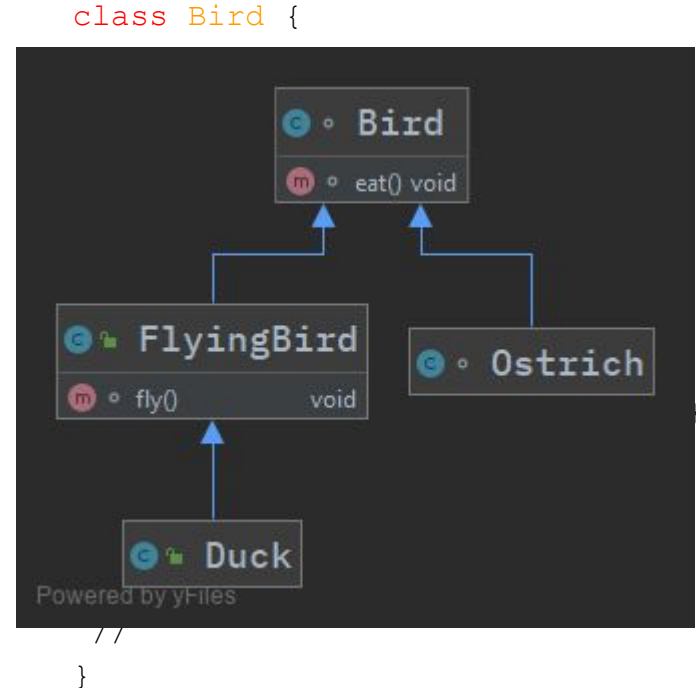 class Bird {
Bird
eat() void
FlyingBird
fly() void
Ostrich
Duck
Powered by yFiles
//
}